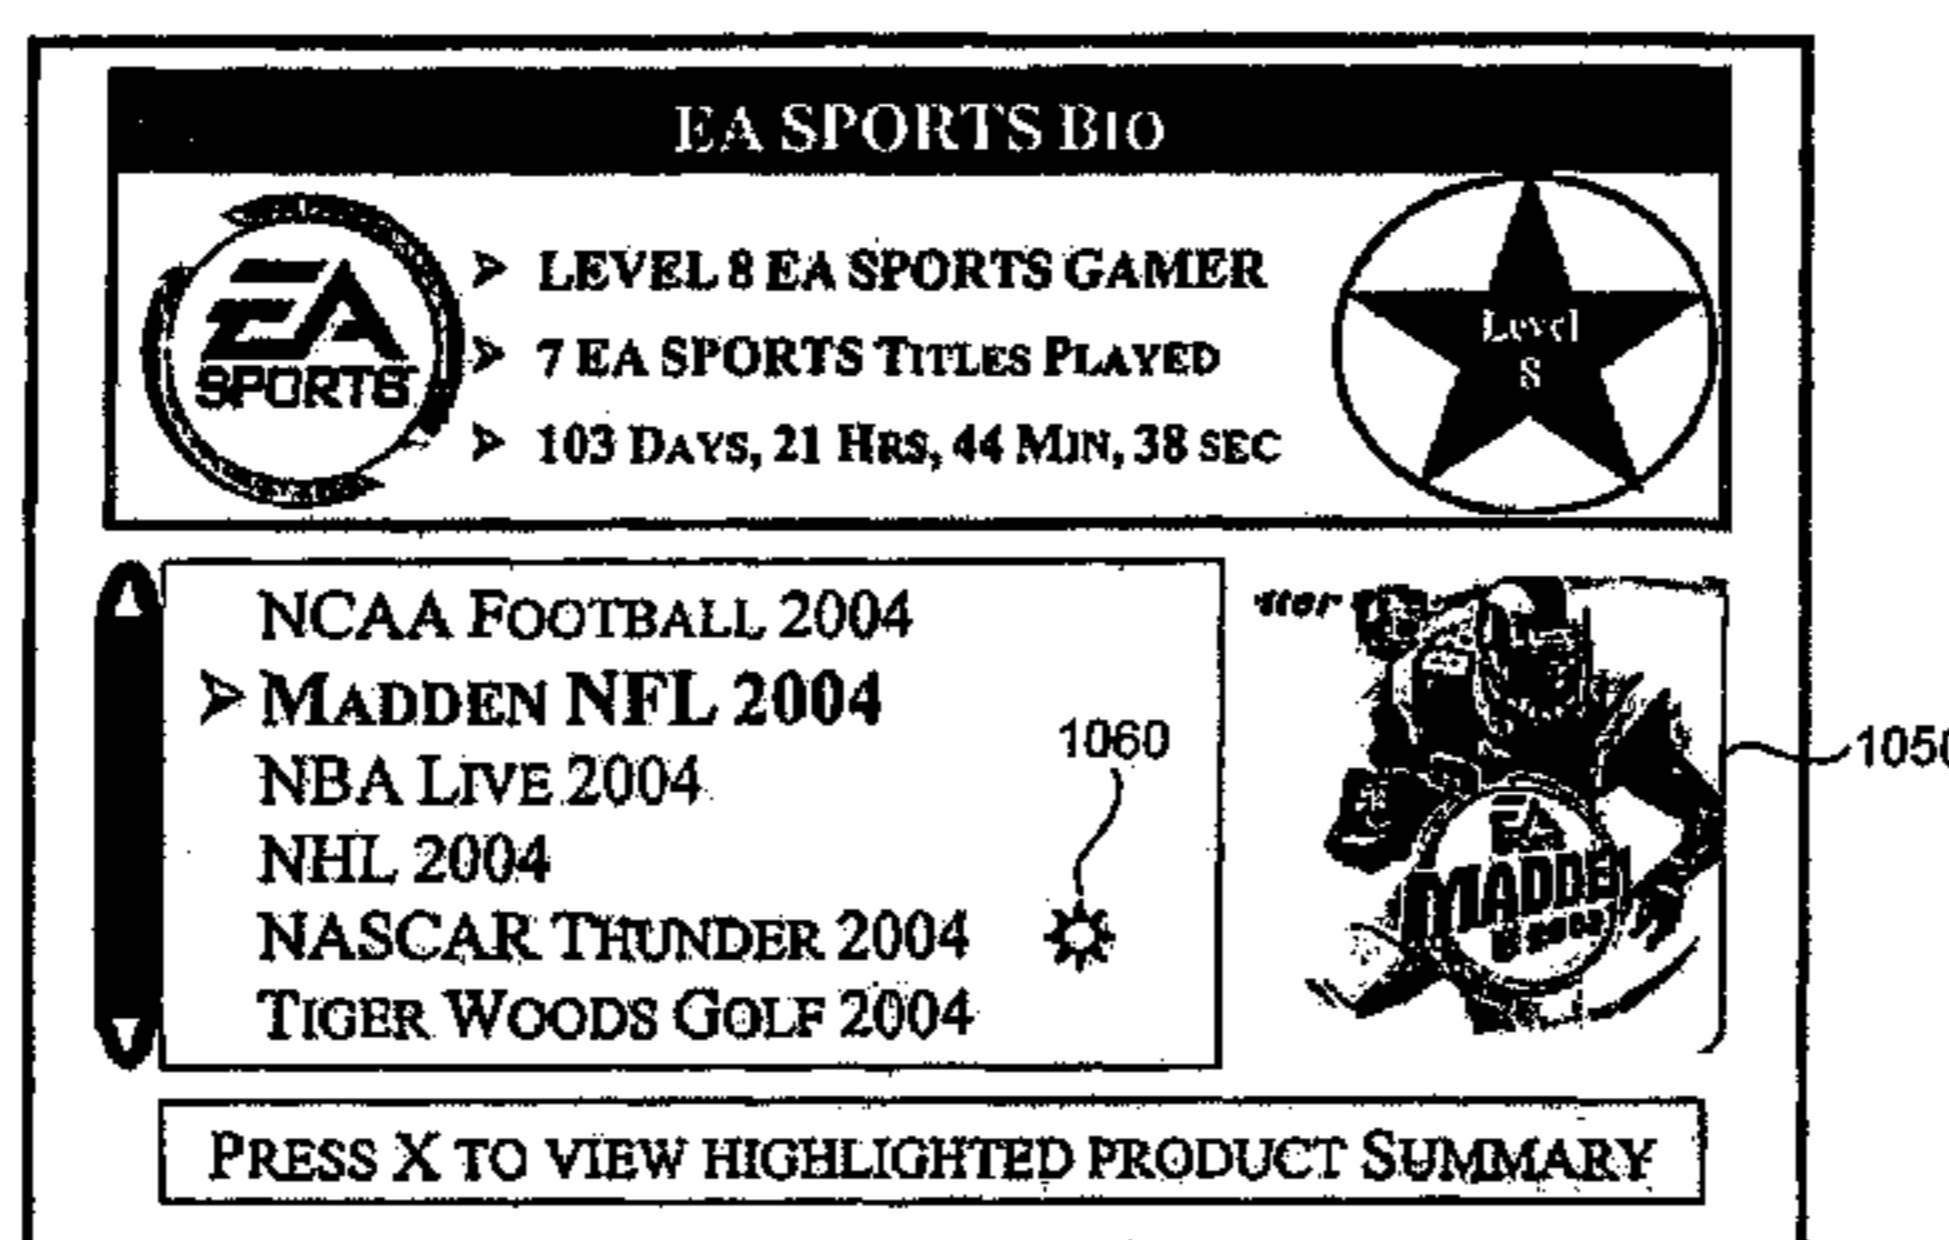 EA SPORTS BIO
EA
SPORTS
➢ LEVEL 8 EA SPORTS GAMER
➢ 7 EA SPORTS TITLES PLAYED
➢ 103 DAYS, 21 HRS, 44 MIN, 38 SEC
Level
8
NCAA FOOTBALL 2004
➢ MADDEN NFL 2004
NBA LIVE 2004
NHL 2004
NASCAR THUNDER 2004
TIGER WOODS GOLF 2004
1060
1050
EA
MADDEN
PRESS X TO VIEW HIGHLIGHTED PRODUCT SUMMARY